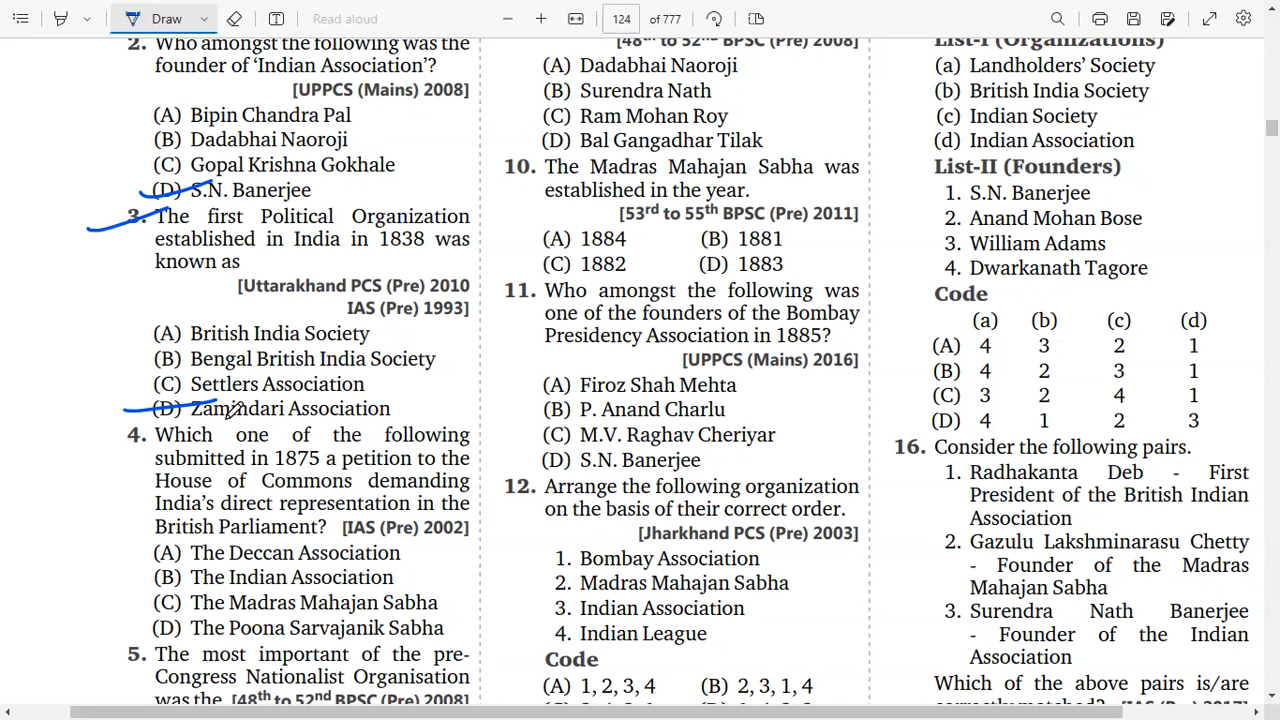 Draw
Read aloud
124
of 777
2. Who amongst the following was the
founder of ‘Indian Association’?
[UPPCS (Mains) 2008]
(A) Bipin Chandra Pal
(B) Dadabhai Naoroji
(C) Gopal Krishna Gokhale
(D) S.N. Banerjee
3. The first Political Organization
established in India in 1838 was
known as
[Uttarakhand PCS (Pre) 2010
IAS (Pre) 1993]
(A) British India Society
(B) Bengal British India Society
(C) Settlers Association
(D) Zamindari Association
4. Which one of the following
submitted in 1875 a petition to the
House of Commons demanding
India’s direct representation in the
British Parliament? [IAS (Pre) 2002]
(A) The Deccan Association
(B) The Indian Association
(C) The Madras Mahajan Sabha
(D) The Poona Sarvajanik Sabha
5. The most important of the pre-
Congress Nationalist Organisation
was the [48th to 52nd BPSC (Pre) 2008]
[48th to 52nd BPSC (Pre) 2008]
(A) Dadabhai Naoroji
(B) Surendra Nath
(C) Ram Mohan Roy
(D) Bal Gangadhar Tilak
10. The Madras Mahajan Sabha was
established in the year.
[53rd to 55th BPSC (Pre) 2011]
(A) 1884 (B) 1881
(C) 1882 (D) 1883
11. Who amongst the following was
one of the founders of the Bombay
Presidency Association in 1885?
[UPPCS (Mains) 2016]
(A) Firoz Shah Mehta
(B) P. Anand Charlu
(C) M.V. Raghav Cheriyar
(D) S.N. Banerjee
12. Arrange the following organization
on the basis of their correct order.
[Jharkhand PCS (Pre) 2003]
1. Bombay Association
2. Madras Mahajan Sabha
3. Indian Association
4. Indian League
Code
(A) 1, 2, 3, 4 (B) 2, 3, 1, 4
List-I (Organizations)
(a) Landholders’ Society
(b) British India Society
(c) Indian Society
(d) Indian Association
List-II (Founders)
1. S.N. Banerjee
2. Anand Mohan Bose
3. William Adams
4. Dwarkanath Tagore
Code
(a) (b) (c) (d)
(A) 4 3 2 1
(B) 4 2 3 1
(C) 3 2 4 1
(D) 4 1 2 3
16. Consider the following pairs.
1. Radhakanta Deb - First
President of the British Indian
Association
2. Gazulu Lakshminarasu Chetty
- Founder of the Madras
Mahajan Sabha
3. Surendra Nath Banerjee
- Founder of the Indian
Association
Which of the above pairs is/are
correctly matched? [IAS (Pre) 2017]